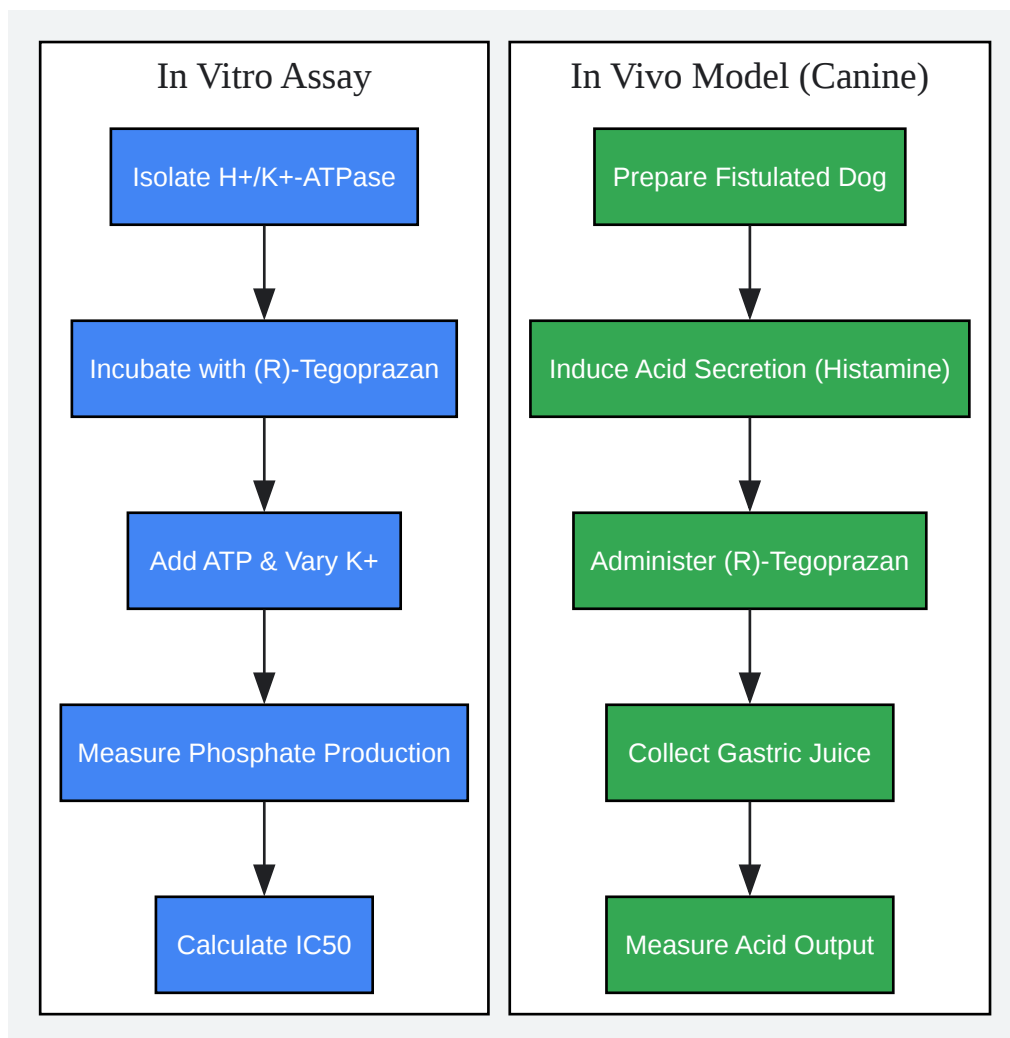 In Vitro Assay
Isolate H+/K+-ATPase
Incubate with (R)-Tegoprazan
Add ATP & Vary K+
Measure Phosphate Production
Calculate IC50
In Vivo Model (Canine)
Prepare Fistulated Dog
Induce Acid Secretion (Histamine)
Administer (R)-Tegoprazan
Collect Gastric Juice
Measure Acid Output